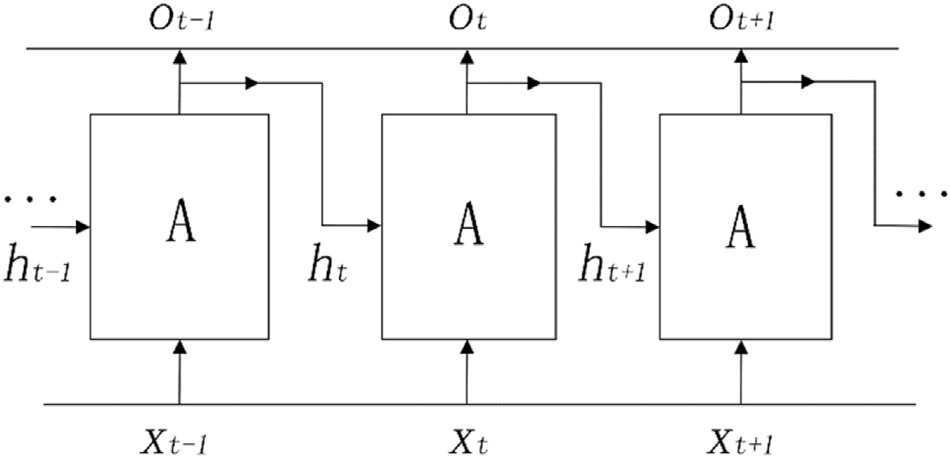 Ot-1 Ot Ot+1
A A A
... ...
ht-1 ht ht+1
Xt-1 Xt Xt+1